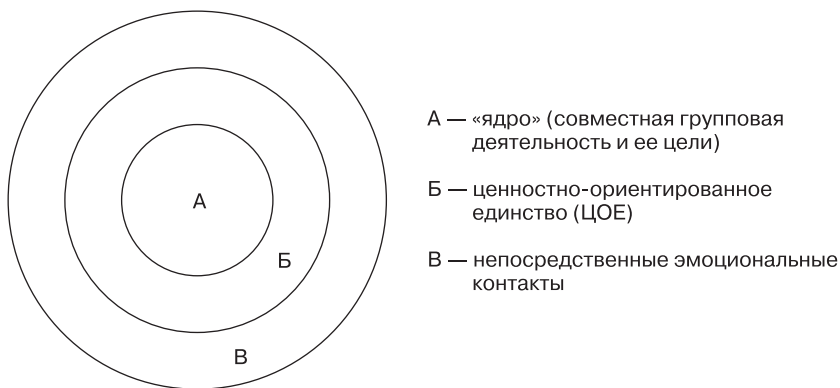 А
Б
В
А — «ядро» (совместная групповая
деятельность и ее цели)
Б — ценностно-ориентированное
единство (ЦОЕ)
В — непосредственные эмоциональные
контакты